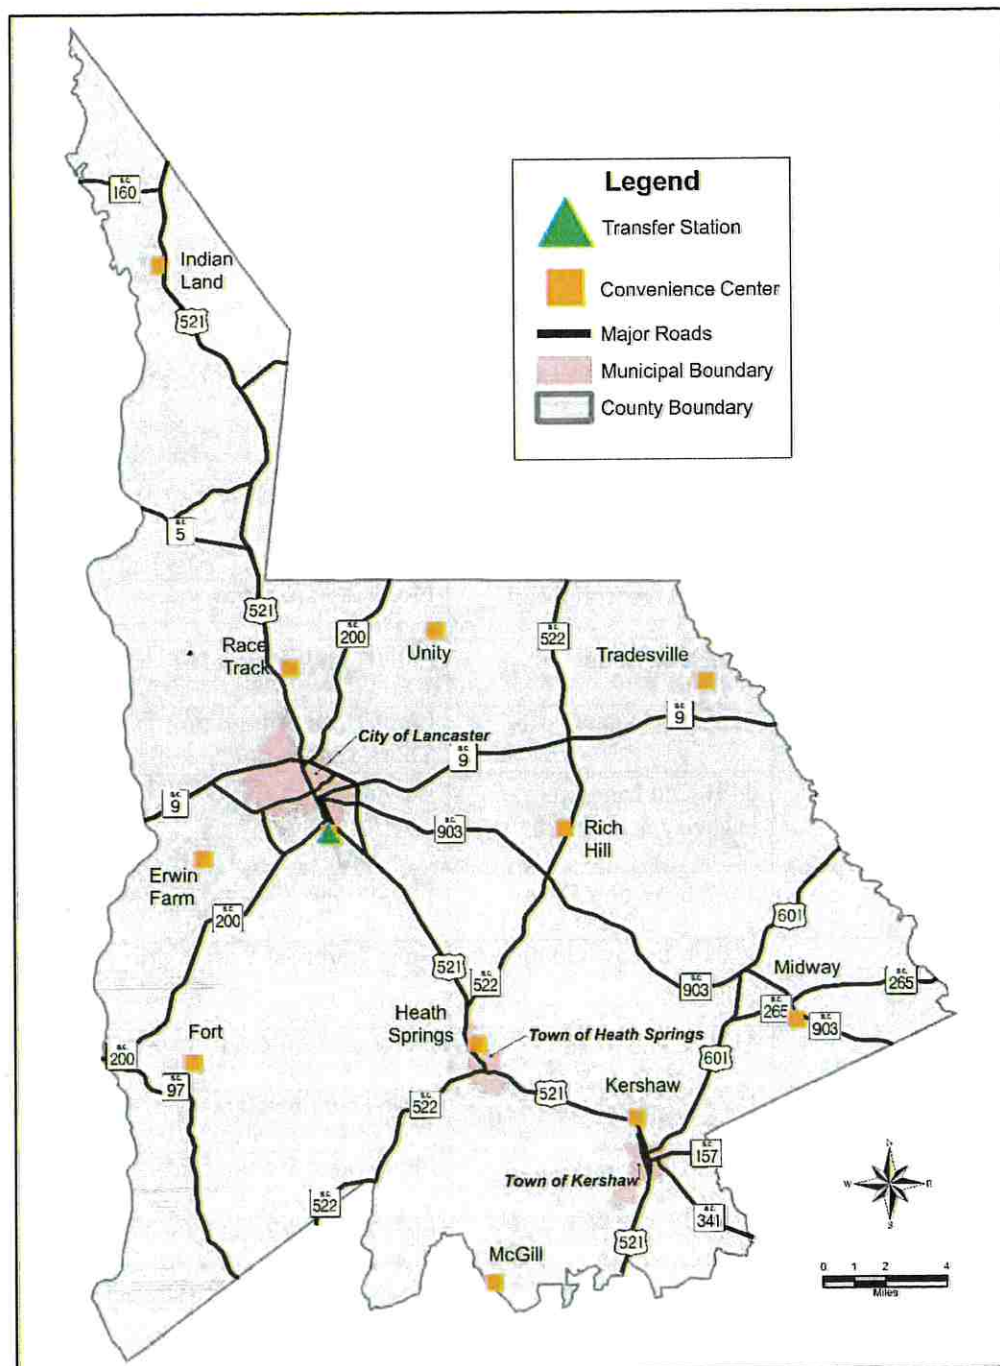 Legend
Transfer Station
Convenience Center
Major Roads
Municipal Boundary
County Boundary
S.C.
160
Indian
Land
521
S.C.
5
521
Race
Track
S.C.
200
Unity
S.C.
522
Tradesville
S.C.
9
City of Lancaster
S.C.
9
S.C.
9
S.C.
903
Rich
Hill
Erwin
Farm
S.C.
200
601
521
S.C.
522
S.C.
903
Midway
S.C.
265
S.C.
265
S.C.
903
Heath
Springs
Town of Heath Springs
Fort
S.C.
200
S.C.
97
601
Kershaw
521
S.C.
522
S.C.
157
Town of Kershaw
S.C.
522
S.C.
341
521
McGill
N
W
E
S
0 1 2 4
Miles